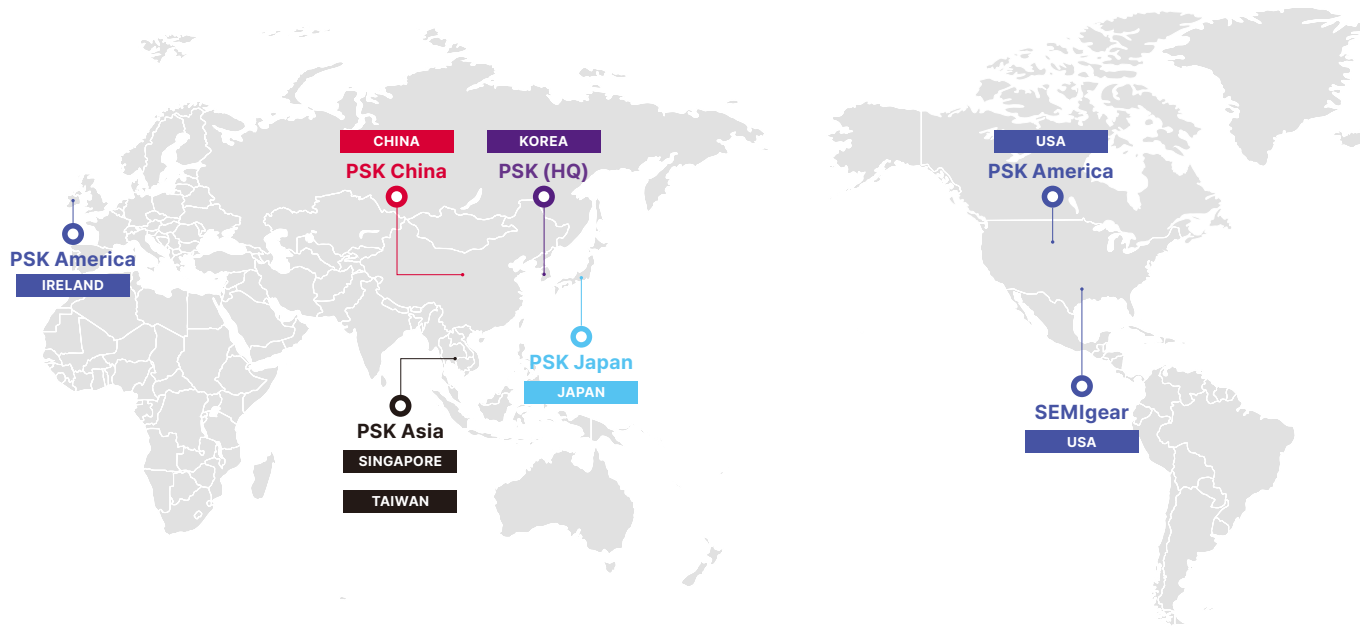 CHINA
PSK China
KOREA
PSK (HQ)
USA
PSK America
PSK America
IRELAND
PSK Japan
JAPAN
PSK Asia
SINGAPORE
TAIWAN
SEMIgear
USA